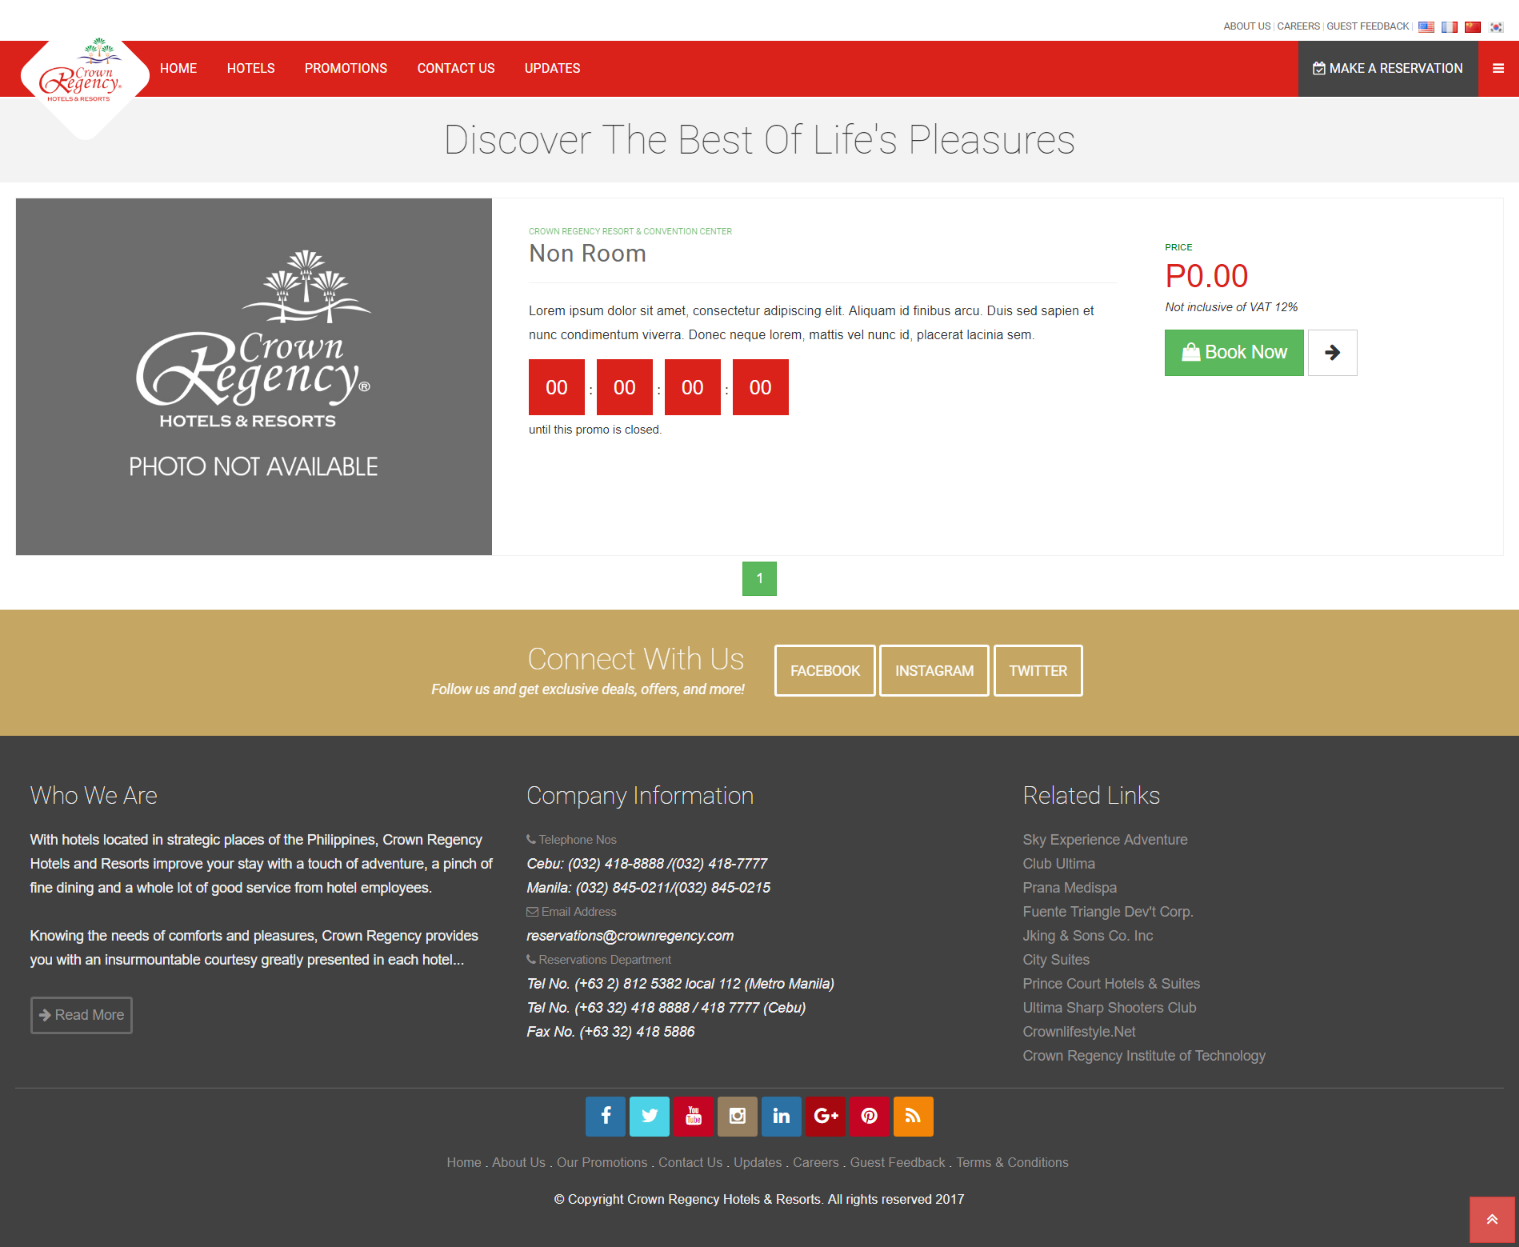 ABOUT US | CAREERS | GUEST FEEDBACK |
Crown
Regency®
HOTELS & RESORTS
HOME HOTELS PROMOTIONS CONTACT US UPDATES
MAKE A RESERVATION
Discover The Best Of Life's Pleasures
Crown
Regency®
HOTELS & RESORTS
PHOTO NOT AVAILABLE
CROWN REGENCY RESORT & CONVENTION CENTER
Non Room
Lorem ipsum dolor sit amet, consectetur adipiscing elit. Aliquam id finibus arcu. Duis sed sapien et
nunc condimentum viverra. Donec neque lorem, mattis vel nunc id, placerat lacinia sem.
00 : 00 : 00 : 00
until this promo is closed.
PRICE
P0.00
Not inclusive of VAT 12%
Book Now
1
Connect With Us
Follow us and get exclusive deals, offers, and more!
FACEBOOK INSTAGRAM TWITTER
Who We Are
With hotels located in strategic places of the Philippines, Crown Regency
Hotels and Resorts improve your stay with a touch of adventure, a pinch of
fine dining and a whole lot of good service from hotel employees.
Knowing the needs of comforts and pleasures, Crown Regency provides
you with an insurmountable courtesy greatly presented in each hotel...
Read More
Company Information
Telephone Nos
Cebu: (032) 418-8888 /(032) 418-7777
Manila: (032) 845-0211/(032) 845-0215
Email Address
reservations@crownregency.com
Reservations Department
Tel No. (+63 2) 812 5382 local 112 (Metro Manila)
Tel No. (+63 32) 418 8888 / 418 7777 (Cebu)
Fax No. (+63 32) 418 5886
Related Links
Sky Experience Adventure
Club Ultima
Prana Medispa
Fuente Triangle Dev't Corp.
Jking & Sons Co. Inc
City Suites
Prince Court Hotels & Suites
Ultima Sharp Shooters Club
Crownlifestyle.Net
Crown Regency Institute of Technology
You
Tube
in
G+
Home . About Us . Our Promotions . Contact Us . Updates . Careers . Guest Feedback . Terms & Conditions
© Copyright Crown Regency Hotels & Resorts. All rights reserved 2017